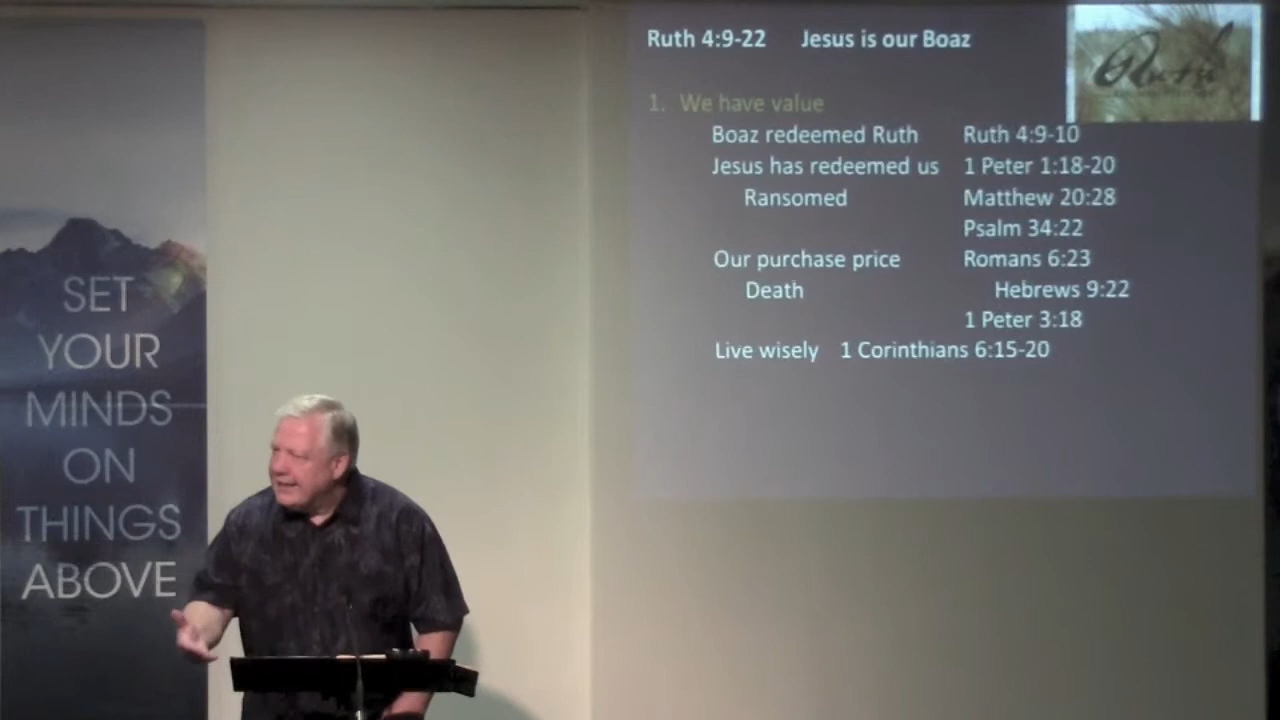 SET
YOUR
MINDS
ON
THINGS
ABOVE
Ruth 4:9-22 Jesus is our Boaz
Ruth
1. We have value
Boaz redeemed Ruth Ruth 4:9-10
Jesus has redeemed us 1 Peter 1:18-20
Ransomed Matthew 20:28
Psalm 34:22
Our purchase price Romans 6:23
Death Hebrews 9:22
1 Peter 3:18
Live wisely 1 Corinthians 6:15-20